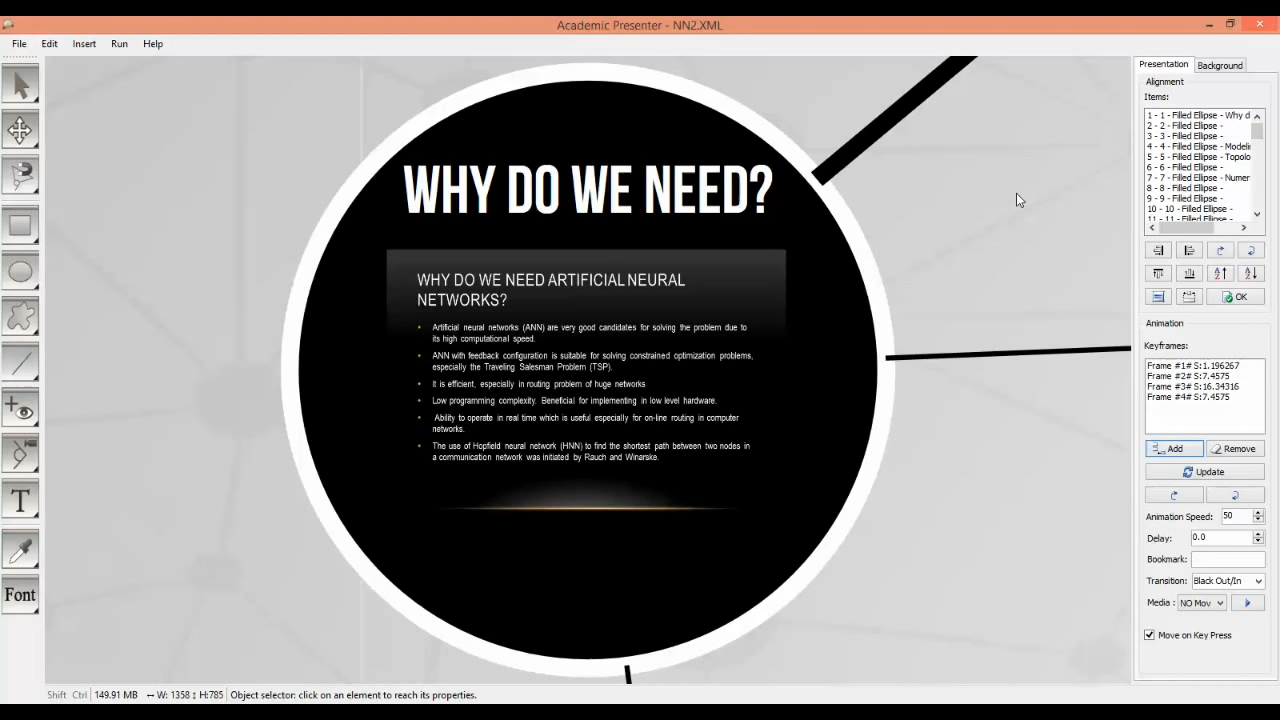 Academic Presenter - NN2.XML
File Edit Insert Run Help
Presentation Background
Alignment
Items:
1 - 1 - Filled Ellipse - Why d
2 - 2 - Filled Ellipse -
3 - 3 - Filled Ellipse -
4 - 4 - Filled Ellipse - Modelin
5 - 5 - Filled Ellipse - Topolo
6 - 6 - Filled Ellipse -
7 - 7 - Filled Ellipse - Numer
8 - 8 - Filled Ellipse -
9 - 9 - Filled Ellipse -
10 - 10 - Filled Ellipse -
11 - 11 - Filled Ellipse -
OK
Animation
Keyframes:
Frame #1# S:1.196267
Frame #2# S:7.4575
Frame #3# S:16.34316
Frame #4# S:7.4575
Add Remove
Update
Animation Speed: 50
Delay: 0.0
Bookmark:
Transition: Black Out/In
Media : NO Mov
Move on Key Press
WHY DO WE NEED?
WHY DO WE NEED ARTIFICIAL NEURAL
NETWORKS?
• Artificial neural networks (ANN) are very good candidates for solving the problem due to
its high computational speed.
• ANN with feedback configuration is suitable for solving constrained optimization problems,
especially the Traveling Salesman Problem (TSP).
• It is efficient, especially in routing problem of huge networks
• Low programming complexity. Beneficial for implementing in low level hardware.
• Ability to operate in real time which is useful especially for on-line routing in computer
networks.
• The use of Hopfield neural network (HNN) to find the shortest path between two nodes in
a communication network was initiated by Rauch and Winarske.
T
Font
Shift Ctrl 149.91 MB W: 1358 H:785 Object selector: click on an element to reach its properties.